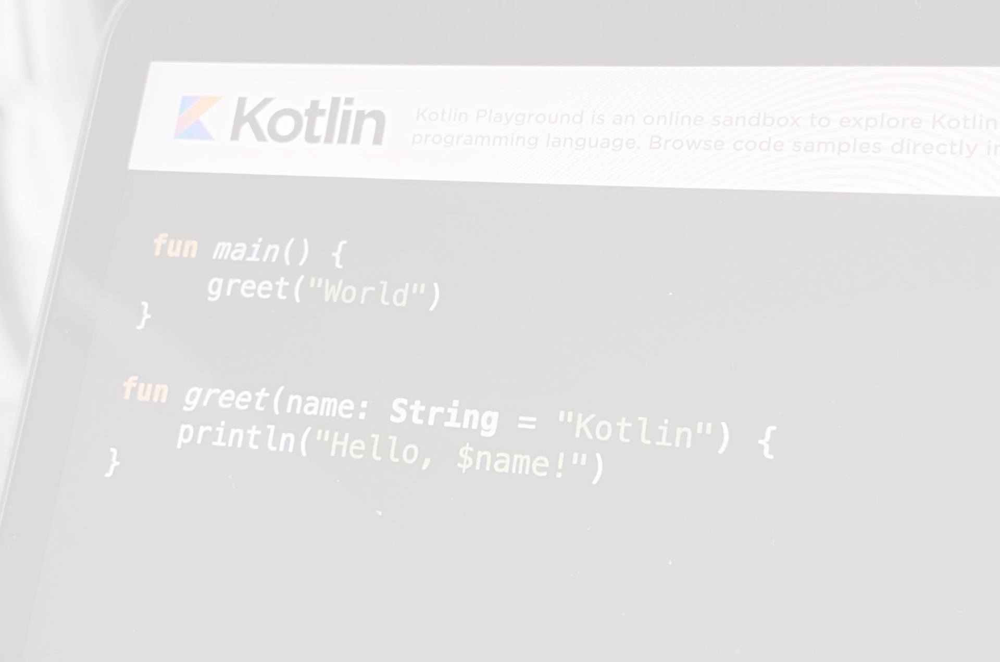 Kotlin
Kotlin Playground is an online sandbox to explore Kotlin
programming language. Browse code samples directly in
fun main() {
    greet("World")
}
fun greet(name: String = "Kotlin") {
    println("Hello, $name!")
}